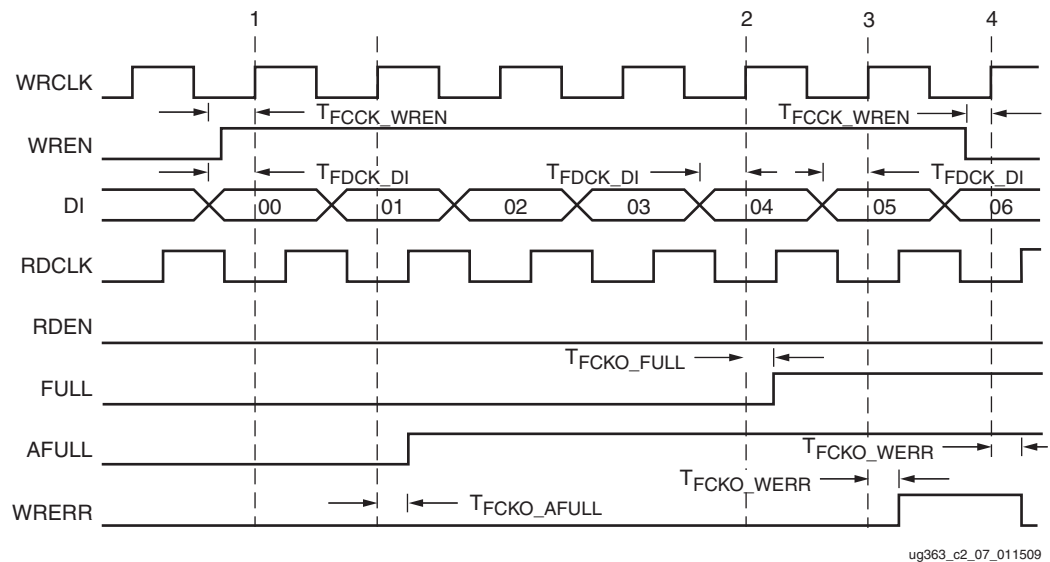 1 2 3 4
WRCLK
TFCCK_WREN TFCCK_WREN
WREN
TFDCK_DI TFDCK_DI TFDCK_DI
DI 00 01 02 03 04 05 06
RDCLK
RDEN
TFCKO_FULL
FULL
AFULL
TFCKO_WERR
TFCKO_WERR
WRERR
TFCKO_AFULL
ug363_c2_07_011509